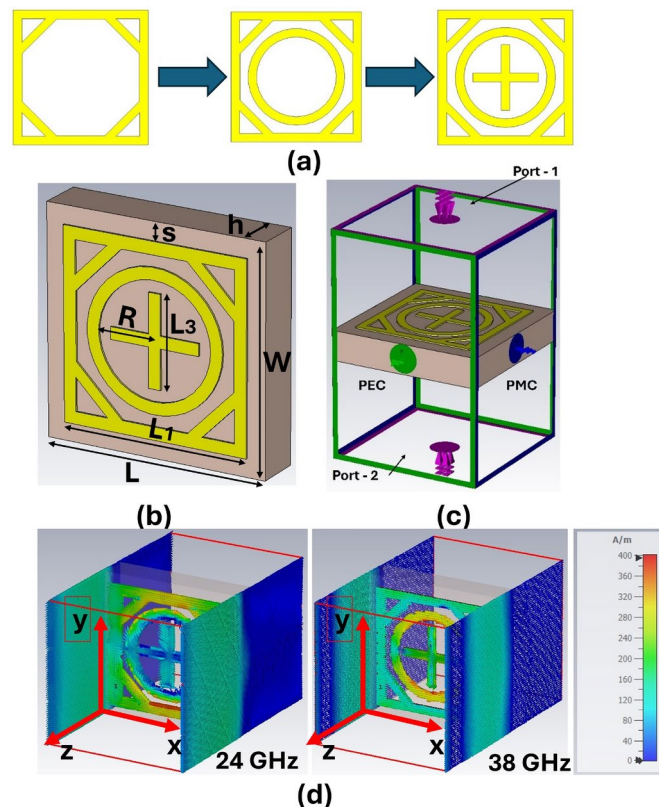 (a)
Port - 1
h
s
R
L3
W
L1
L
PEC
PMC
Port - 2
(b)
(c)
A/m
400
360
320
280
240
200
160
120
80
40
0
y
z
x
24 GHz
y
z
x
38 GHz
(d)